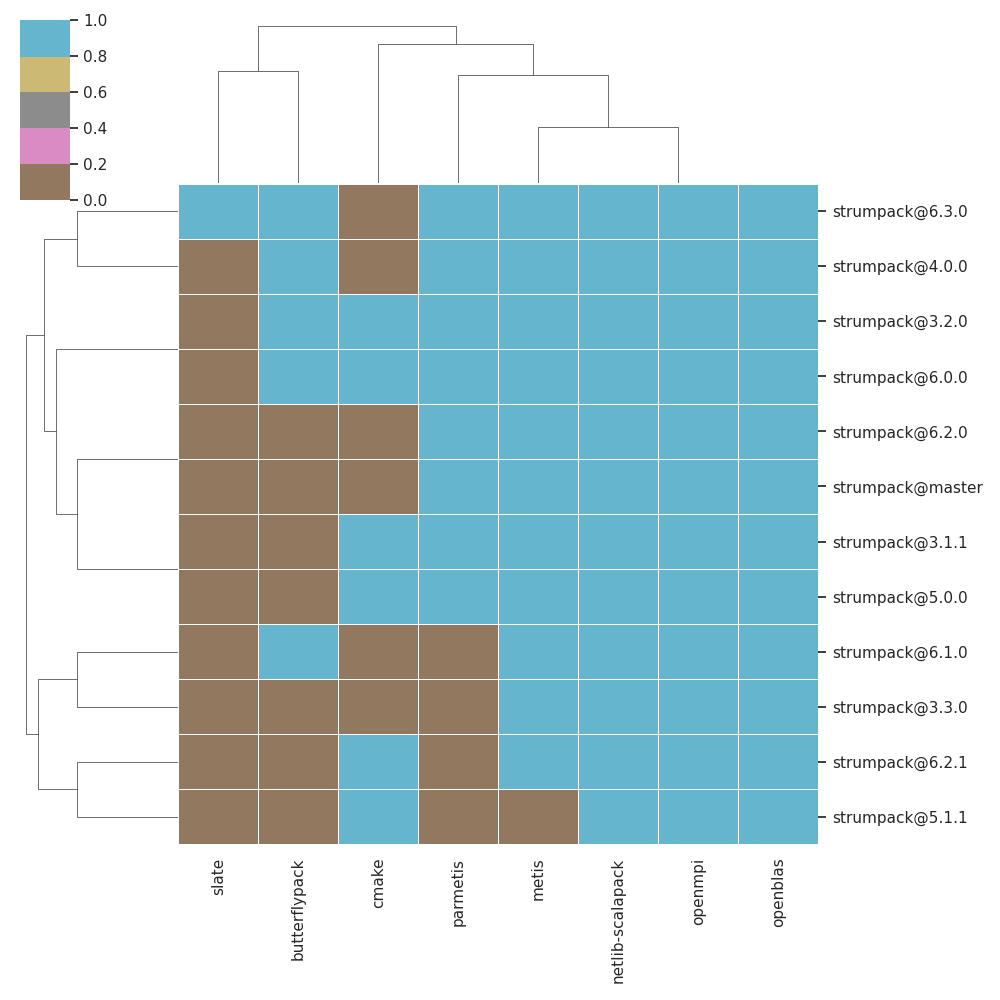 1.0
0.8
0.6
0.4
0.2
0.0
strumpack@6.3.0
strumpack@4.0.0
strumpack@3.2.0
strumpack@6.0.0
strumpack@6.2.0
strumpack@master
strumpack@3.1.1
strumpack@5.0.0
strumpack@6.1.0
strumpack@3.3.0
strumpack@6.2.1
strumpack@5.1.1
slate
butterflypack
cmake
parmetis
metis
netlib-scalapack
openmpi
openblas